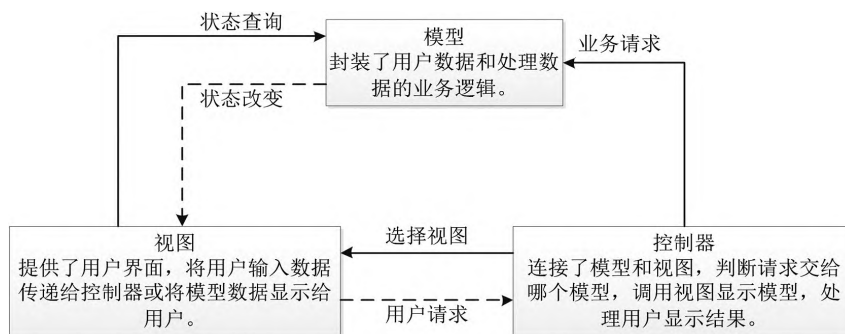 状态查询
模型
封装了用户数据和处理数
据的业务逻辑。
业务请求
状态改变
视图
提供了用户界面，将用户输入数据
传递给控制器或将模型数据显示给
用户。
选择视图
用户请求
控制器
连接了模型和视图，判断请求交给
哪个模型，调用视图显示模型，处
理用户显示结果。